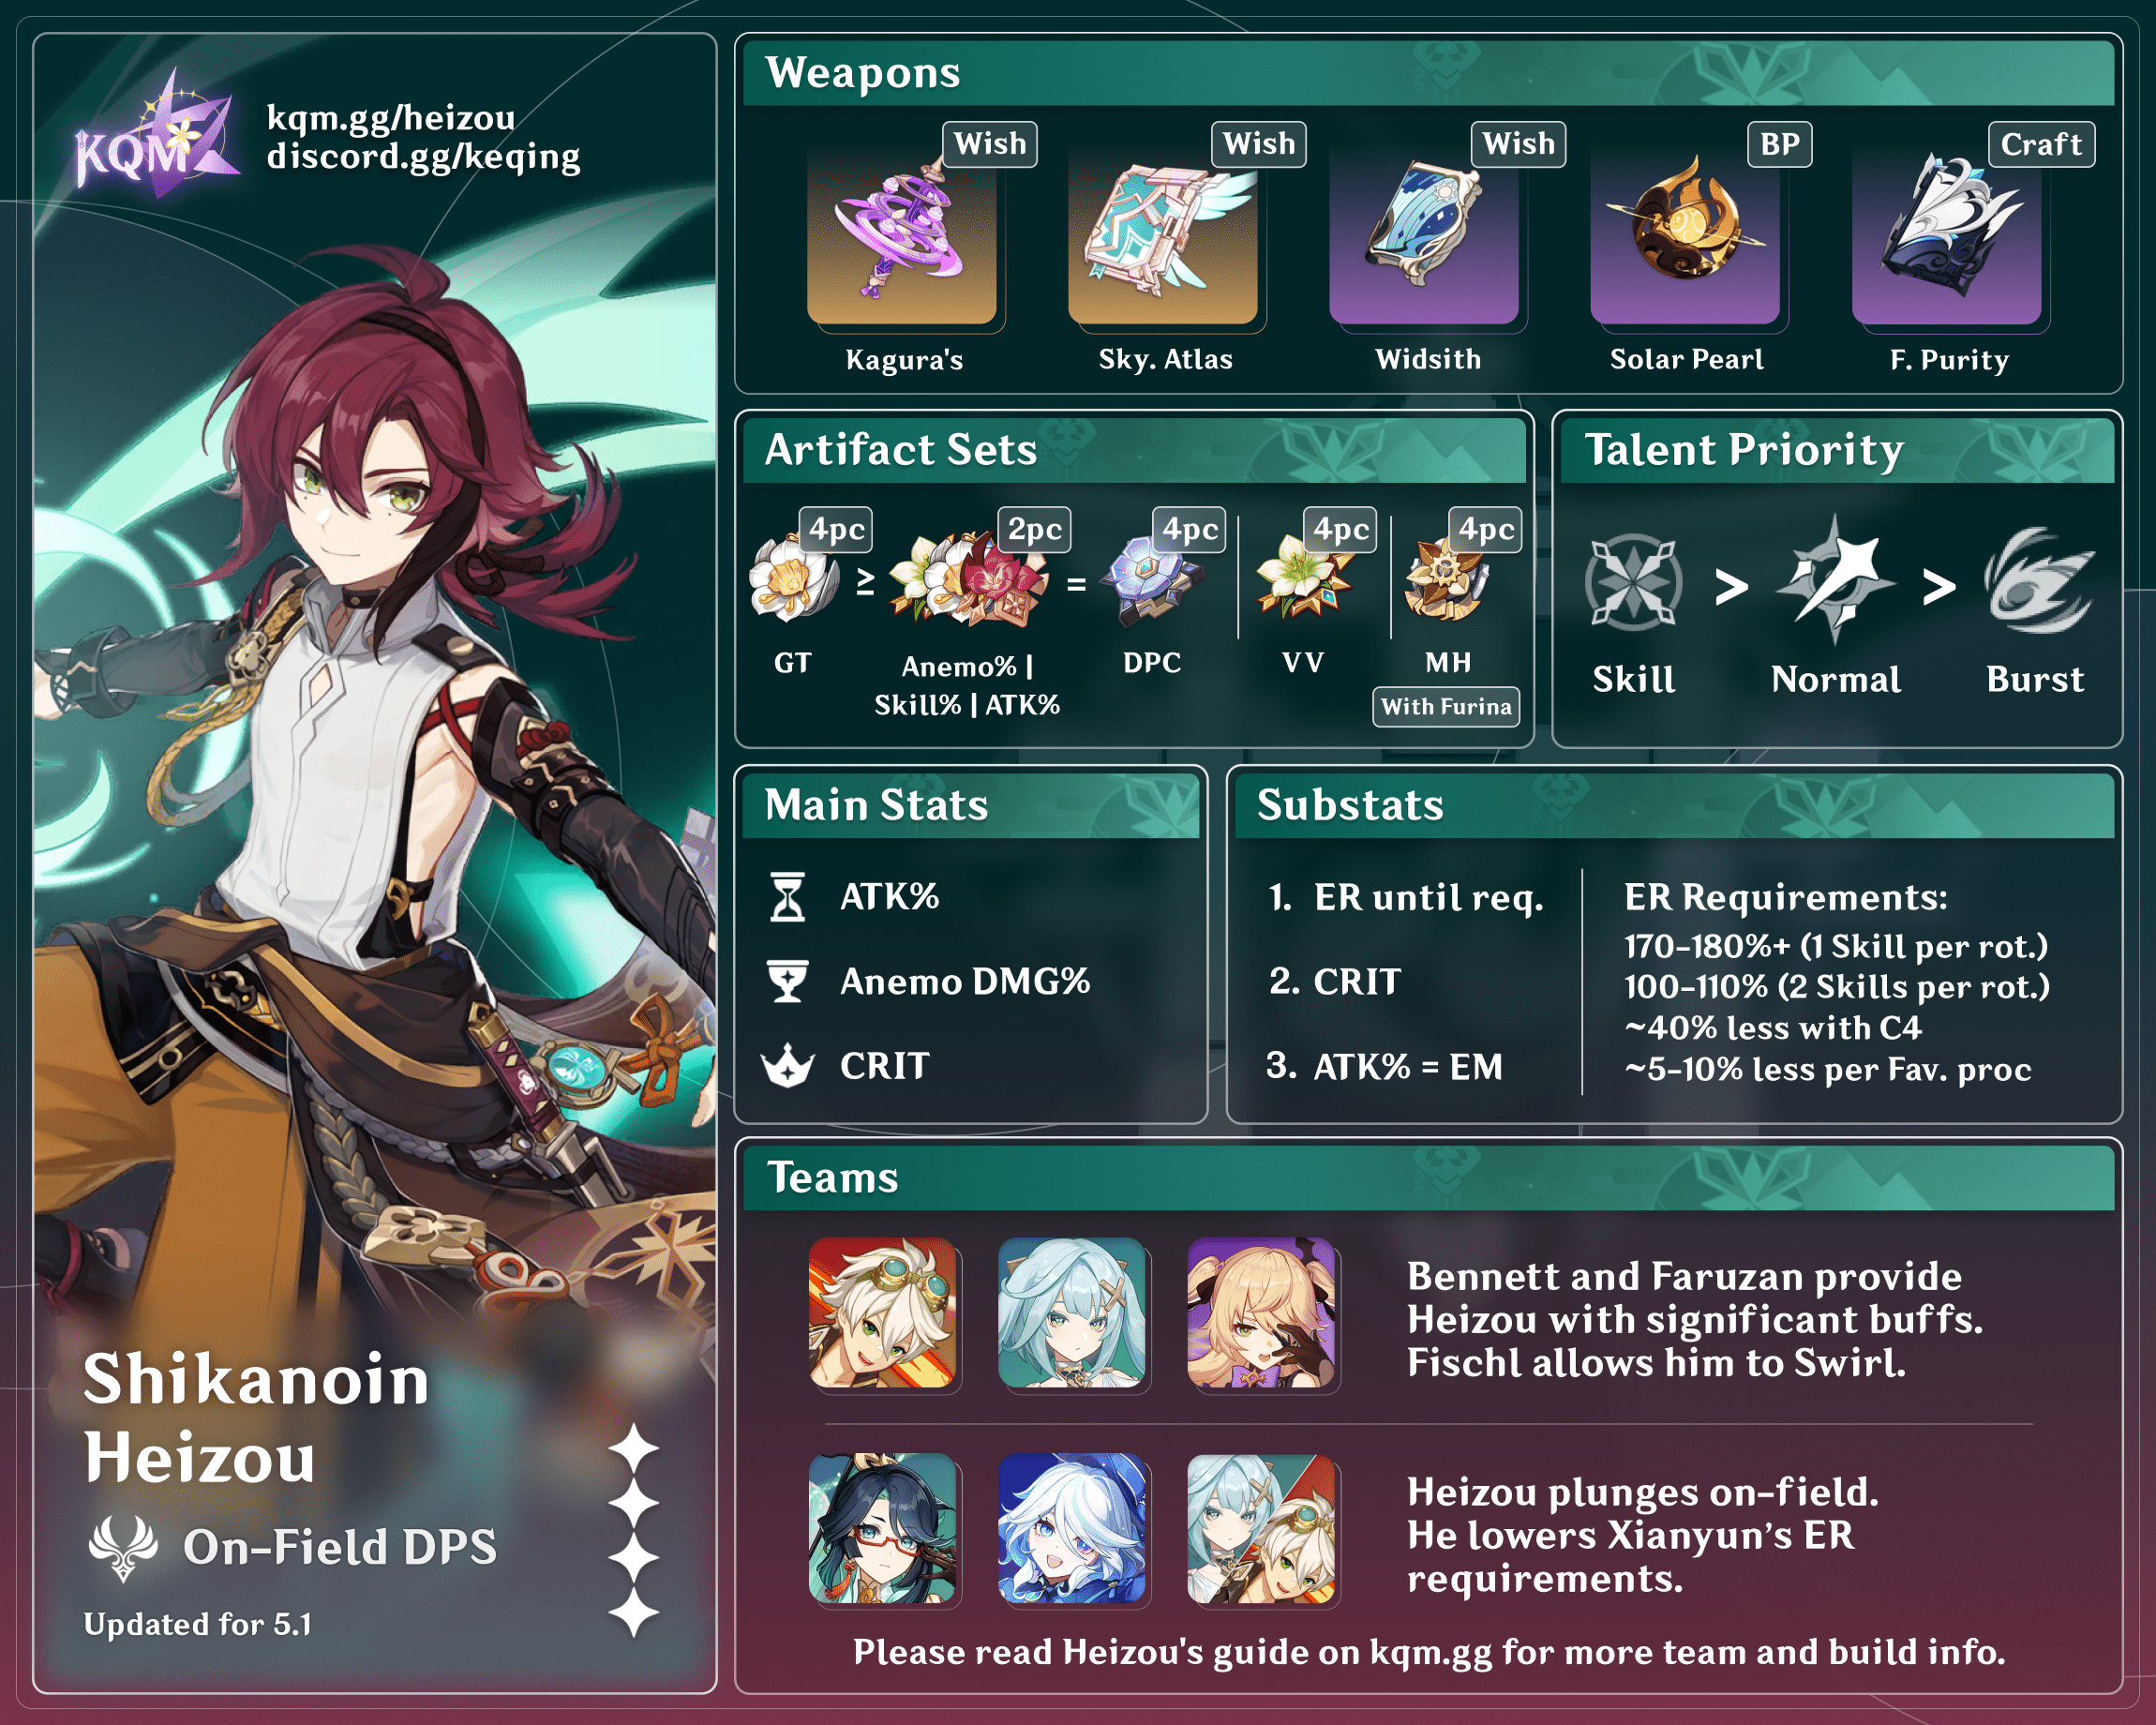 KQM
kqm.gg/heizou
discord.gg/keqing
Shikanoin
Heizou
On-Field DPS
Updated for 5.1
Weapons
Wish
Wish
Wish
BP
Craft
Kagura's
Sky. Atlas
Widsith
Solar Pearl
F. Purity
Artifact Sets
4pc
≥
2pc
=
4pc
4pc
4pc
GT
Anemo% |
Skill% | ATK%
DPC
VV
MH
With Furina
Talent Priority
> >
Skill
Normal
Burst
Main Stats
ATK%
Anemo DMG%
CRIT
Substats
1. ER until req.
2. CRIT
3. ATK% = EM
ER Requirements:
170-180%+ (1 Skill per rot.)
100-110% (2 Skills per rot.)
~40% less with C4
~5-10% less per Fav. proc
Teams
Bennett and Faruzan provide
Heizou with significant buffs.
Fischl allows him to Swirl.
Heizou plunges on-field.
He lowers Xianyun’s ER
requirements.
Please read Heizou's guide on kqm.gg for more team and build info.